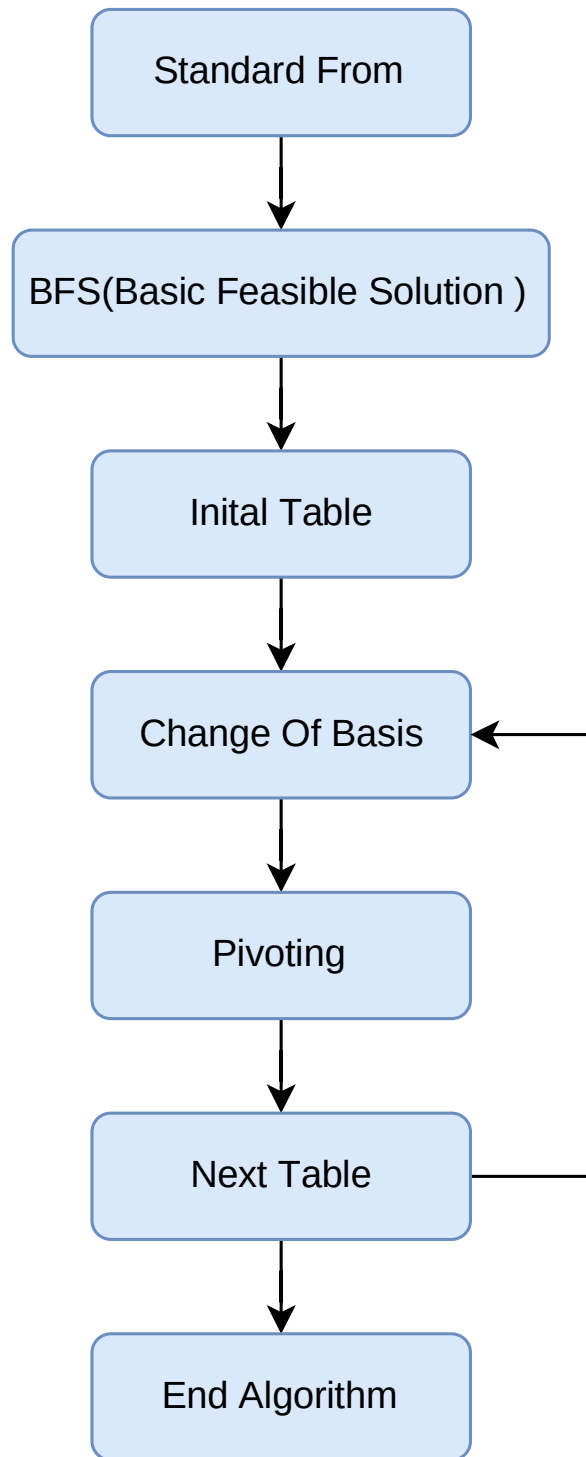 Standard From
BFS(Basic Feasible Solution )
Inital Table
Change Of Basis
Pivoting
Next Table
End Algorithm